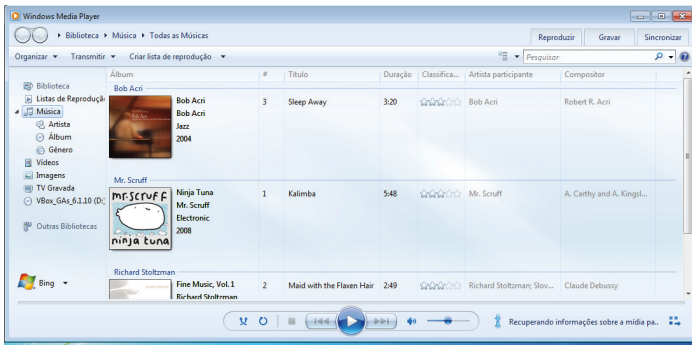 Windows Media Player
Biblioteca ▸ Música ▸ Todas as Músicas
Reproduzir Gravar Sincronizar
Organizar Transmitir Criar lista de reprodução
Pesquisar
Álbum # Título Duração Classifica... Artista participante Compositor
Biblioteca
Listas de Reproduçã
Música
Artista
Álbum
Gênero
Vídeos
Imagens
TV Gravada
VBox_GAs_6.1.10 (D:)
Outras Bibliotecas
Bing
Bob Acri
Bob Acri
Bob Acri
Jazz
2004
3 Sleep Away 3:20 Bob Acri Robert R. Acri
Mr. Scruff
mr.scruff
ninja tuna
Ninja Tuna
Mr. Scruff
Electronic
2008
1 Kalimba 5:48 Mr. Scruff A. Carthy and A. Kingsl...
Richard Stoltzman
Fine Music, Vol. 1
Richard Stoltzman
2 Maid with the Flaxen Hair 2:49 Richard Stoltzman; Slov... Claude Debussy
Recuperando informações sobre a mídia pa..